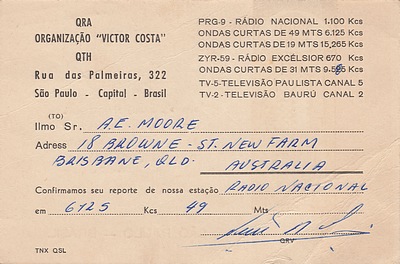 QRA
ORGANIZAÇÃO "VICTOR COSTA"
QTH
Rua das Palmeiras, 322
São Paulo - Capital - Brasil
PRG-9 - RÁDIO NACIONAL 1.100 Kcs
ONDAS CURTAS DE 49 MTS 6.125 Kcs
ONDAS CURTAS DE 19 MTS 15,265 Kcs
ZYR-59 - RÁDIO EXCÉLSIOR 670 Kcs
ONDAS CURTAS DE 31 MTS Kcs
TV-5-TELEVISÃO PAULISTA CANAL 5
TV-2-TELEVISÃO BAURÚ CANAL 2
(TO)
Ilmo Sr. A.E. MOORE
Adress 18 BROWNE - ST. NEW FARM
BRISBANE, QLD. AUSTRALIA
Confirmamos seu reporte de nossa estação RADIO NACIONAL
em 6125 Kcs 49 Mts
QRV
TNX QSL